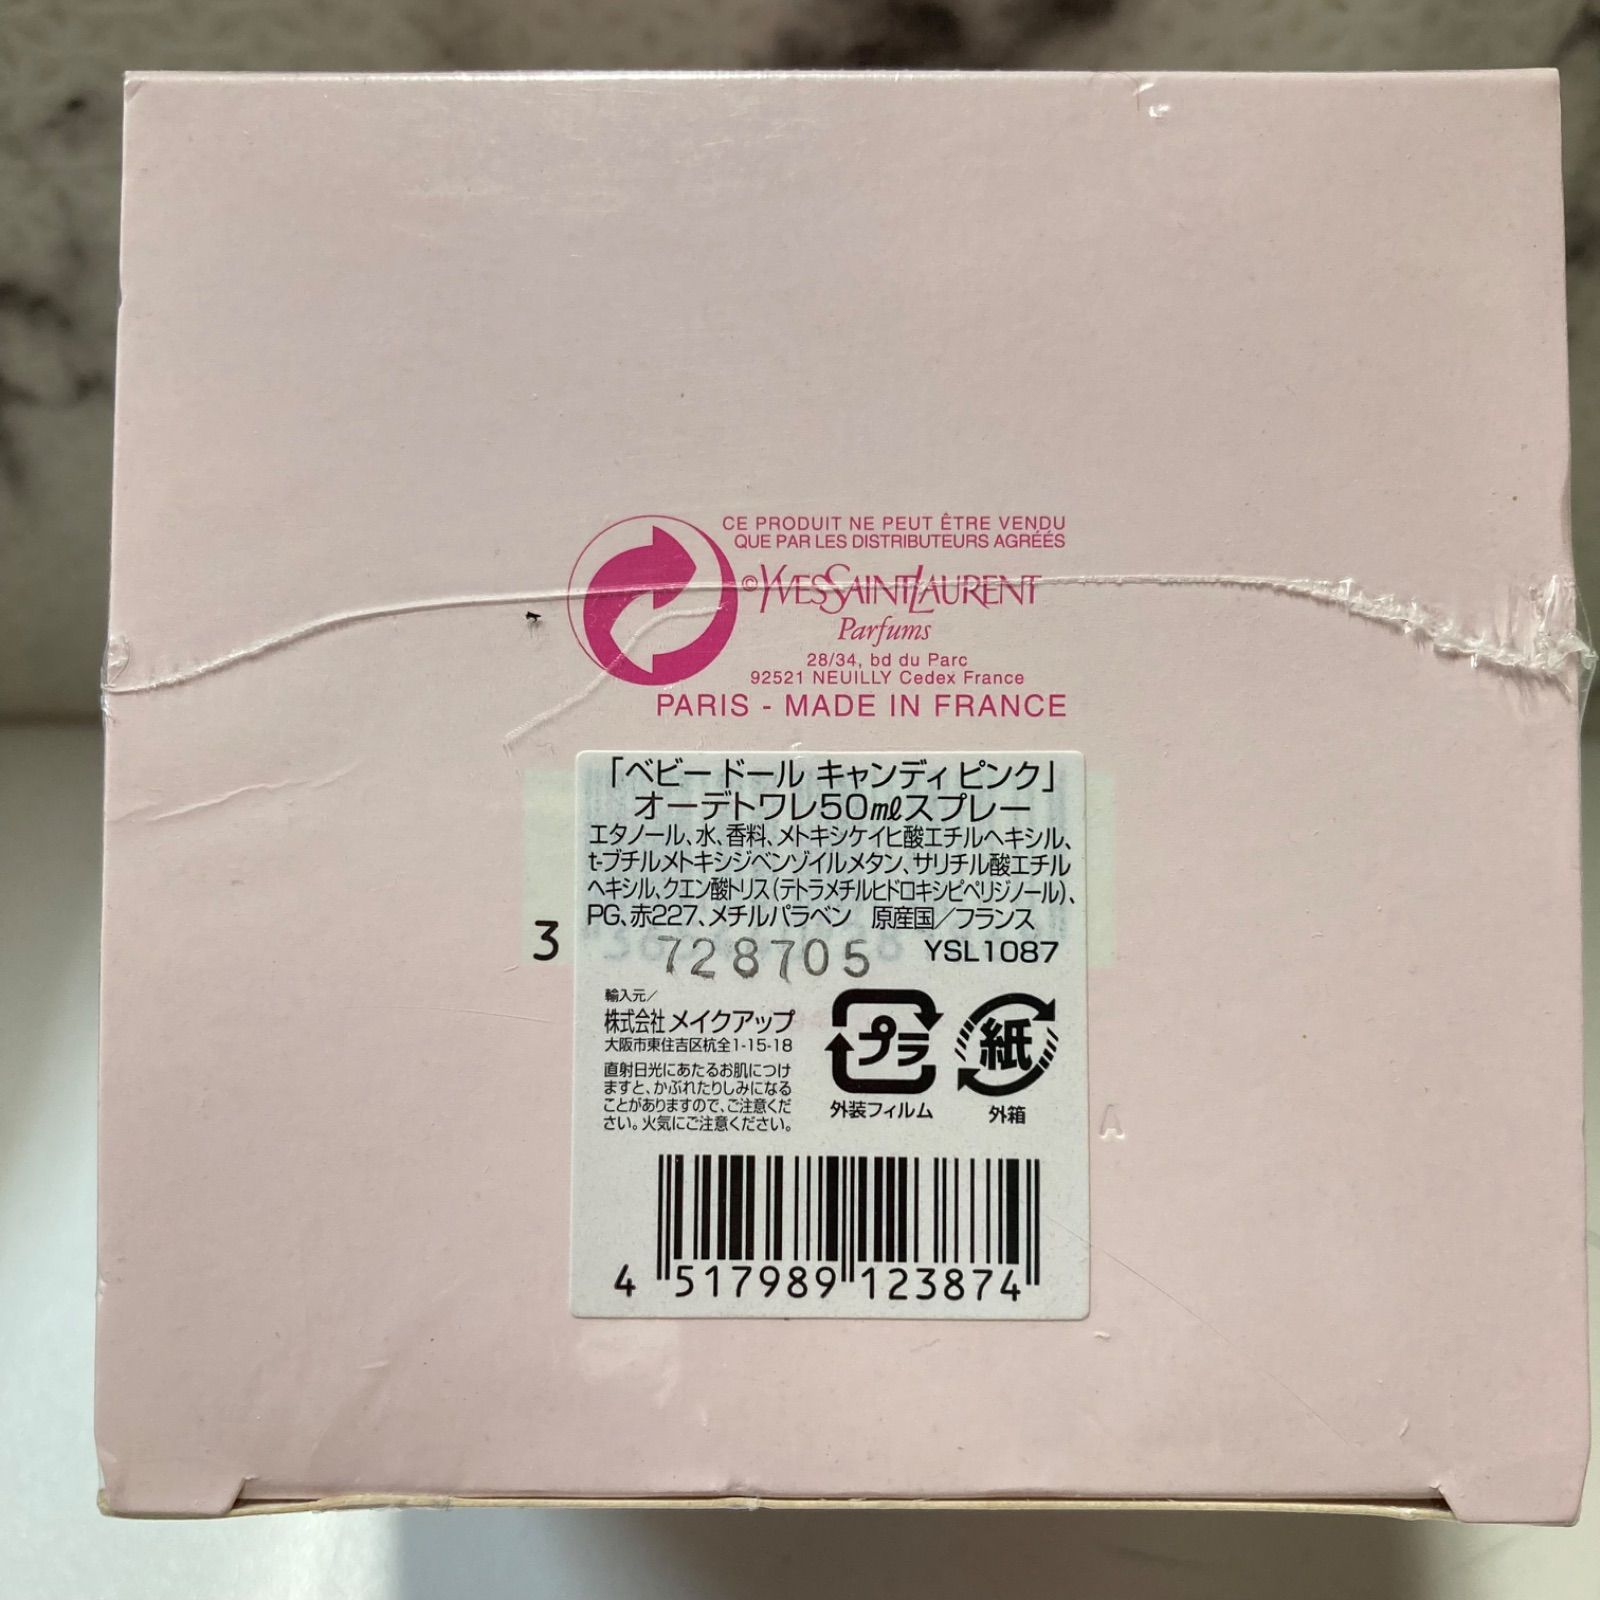 CE PRODUIT NE PEUT ÊTRE VENDU
QUE PAR LES DISTRIBUTEURS AGRÉÉS
©YVESSAINTLAURENT
Parfums
28/34, bd du Parc
92521 NEUILLY Cedex France
PARIS - MADE IN FRANCE
「ベビー ドール キャンディ ピンク」
オーデトワレ50㎖スプレー
エタノール、水、香料、メトキシケイヒ酸エチルヘキシル、
t-ブチルメトキシジベンゾイルメタン、サリチル酸エチル
ヘキシル、クエン酸トリス(テトラメチルヒドロキシピペリジノール)、
PG、赤227、メチルパラベン 原産国/フランス
3
728705 YSL1087
輸入元/
株式会社 メイクアップ
大阪市東住吉区杭全1-15-18
直射日光にあたるお肌につけ
ますと、かぶれたりしみになる
ことがありますので、ご注意くだ
さい。火気にご注意ください。
プラ
外装フィルム
紙
外箱
A
4 517989 123874